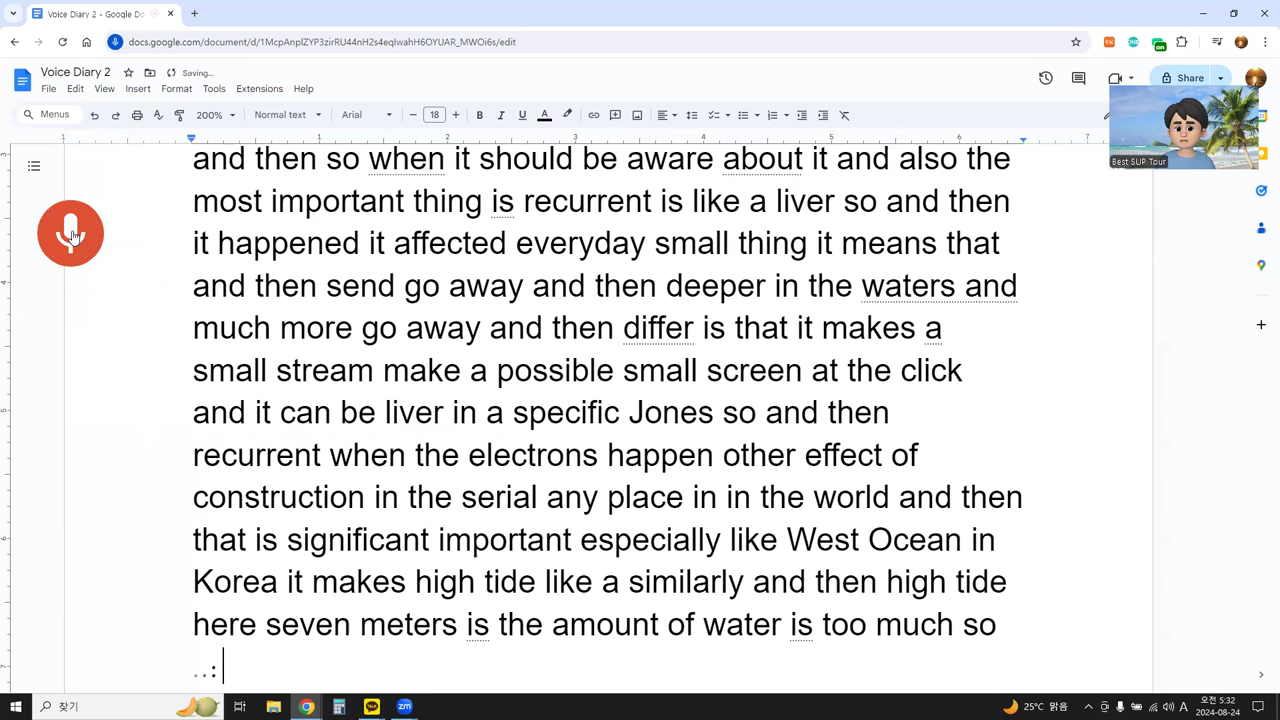 Voice Diary 2 - Google Do
docs.google.com/document/d/1McpAnplZYP3zirRU44nH2s4eqIwahH6OYUAR_MWOi6s/edit
on
Voice Diary 2
Saving...
File Edit View Insert Format Tools Extensions Help
Share
Menus 200% Normal text Arial 18 B I U A
Best SUP Tour
1 1 2 3 4 5 6 7
and then so when it should be aware about it and also the
most important thing is recurrent is like a liver so and then
it happened it affected everyday small thing it means that
and then send go away and then deeper in the waters and
much more go away and then differ is that it makes a
small stream make a possible small screen at the click
and it can be liver in a specific Jones so and then
recurrent when the electrons happen other effect of
construction in the serial any place in in the world and then
that is significant important especially like West Ocean in
Korea it makes high tide like a similarly and then high tide
here seven meters is the amount of water is too much so
..:
찾기
25°C 맑음
A
오전 5:32
2024-08-24